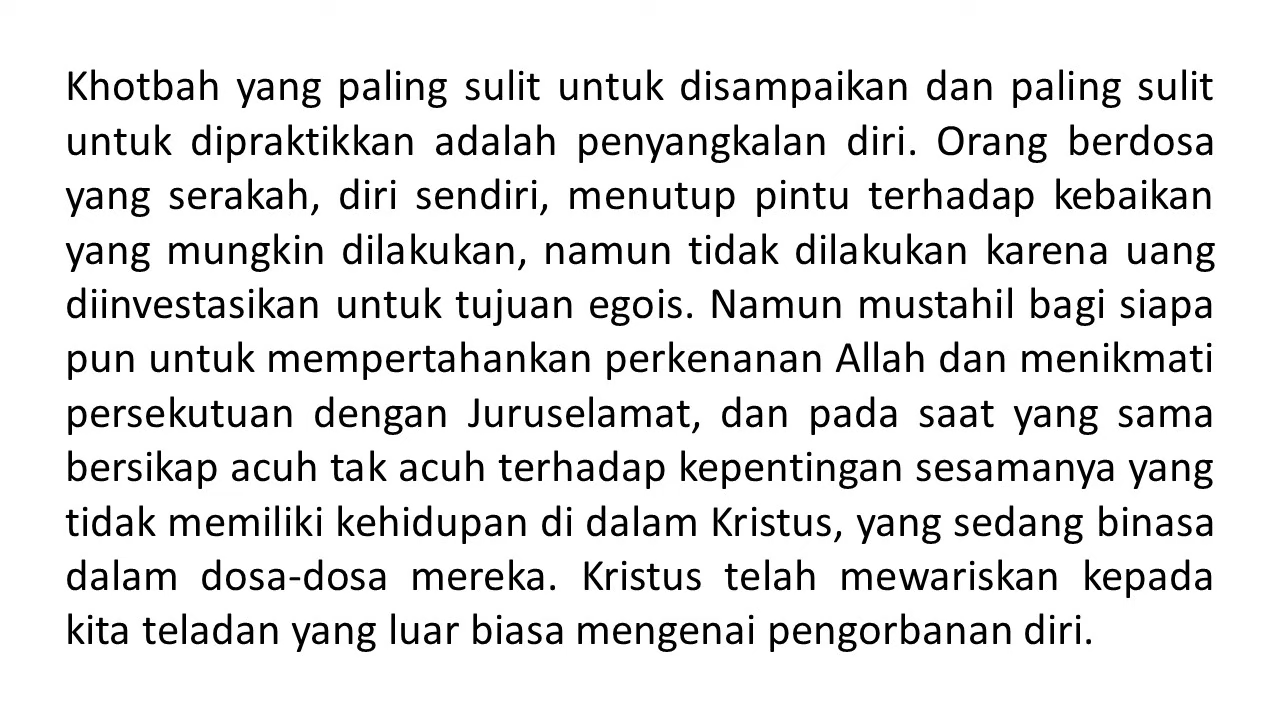 Khotbah yang paling sulit untuk disampaikan dan paling sulit
untuk dipraktikkan adalah penyangkalan diri. Orang berdosa
yang serakah, diri sendiri, menutup pintu terhadap kebaikan
yang mungkin dilakukan, namun tidak dilakukan karena uang
diinvestasikan untuk tujuan egois. Namun mustahil bagi siapa
pun untuk mempertahankan perkenanan Allah dan menikmati
persekutuan dengan Juruselamat, dan pada saat yang sama
bersikap acuh tak acuh terhadap kepentingan sesamanya yang
tidak memiliki kehidupan di dalam Kristus, yang sedang binasa
dalam dosa-dosa mereka. Kristus telah mewariskan kepada
kita teladan yang luar biasa mengenai pengorbanan diri.